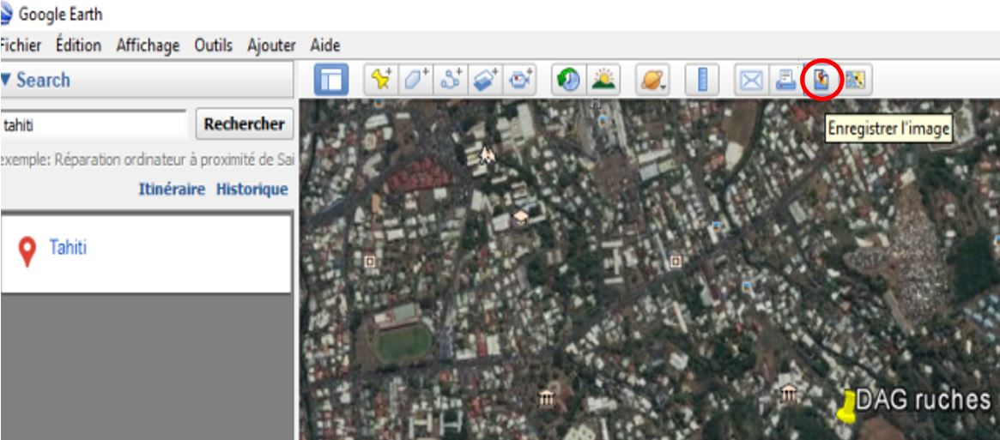 Google Earth
Fichier Édition Affichage Outils Ajouter Aide
▼ Search
tahiti
Rechercher
exemple: Réparation ordinateur à proximité de Sai
Itinéraire Historique
Tahiti
Enregistrer l'image
DAG ruches